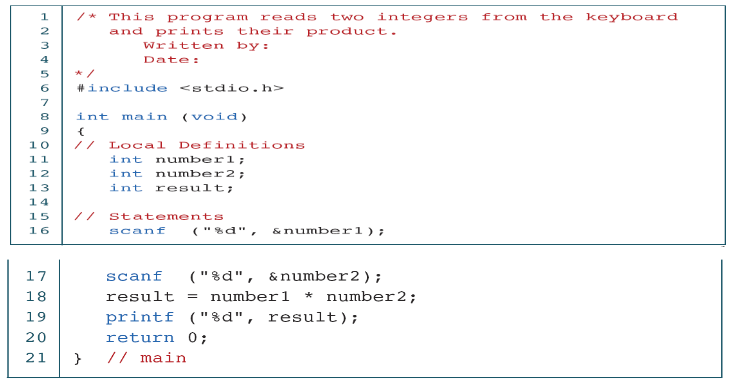 1 /* This program reads two integers from the keyboard
2 and prints their product.
3 Written by:
4 Date:
5 */
6 #include <stdio.h>
7
8 int main (void)
9 {
10 // Local Definitions
11 int number1;
12 int number2;
13 int result;
14
15 // Statements
16 scanf ("%d", &number1);
17 scanf ("%d", &number2);
18 result = number1 * number2;
19 printf ("%d", result);
20 return 0;
21 } // main